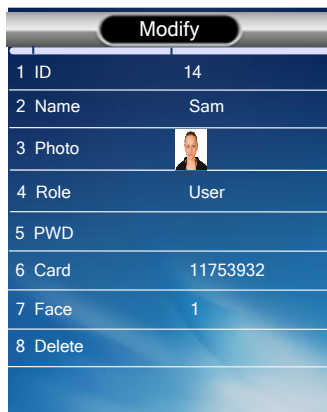 Modify
1 ID 14
2 Name Sam
3 Photo
4 Role User
5 PWD
6 Card 11753932
7 Face 1
8 Delete